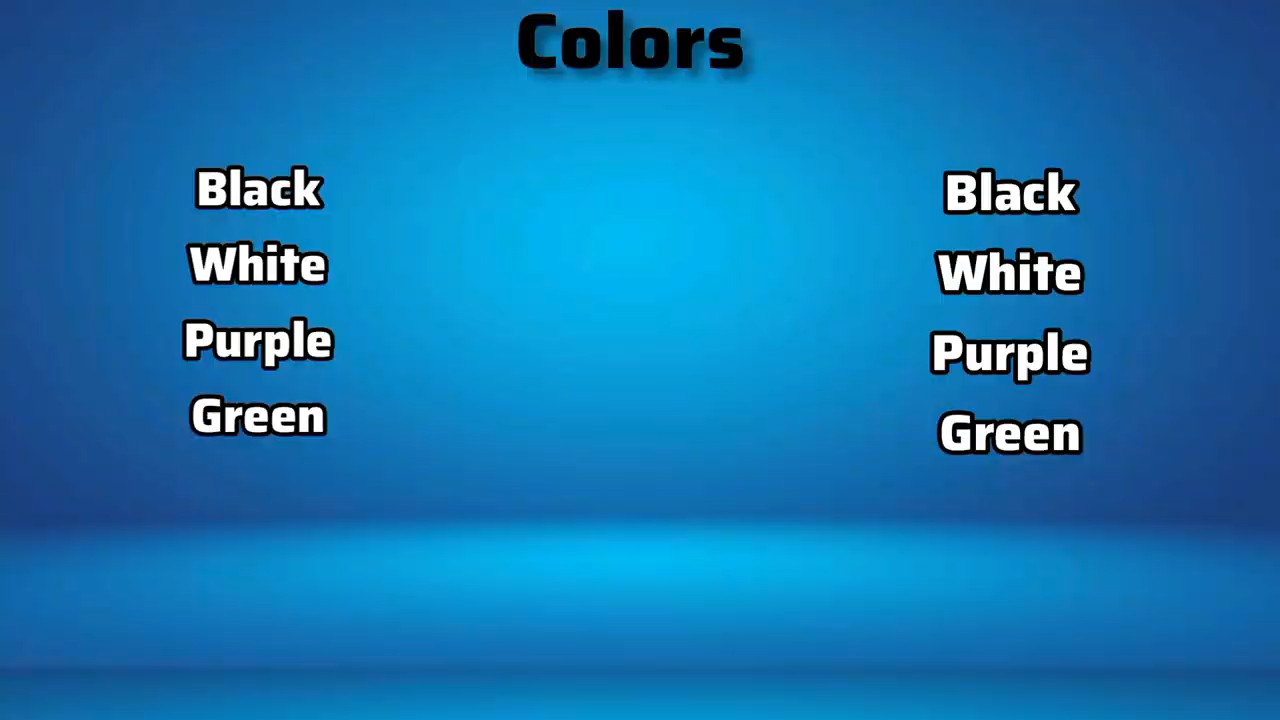 Colors
Black
White
Purple
Green
Black
White
Purple
Green